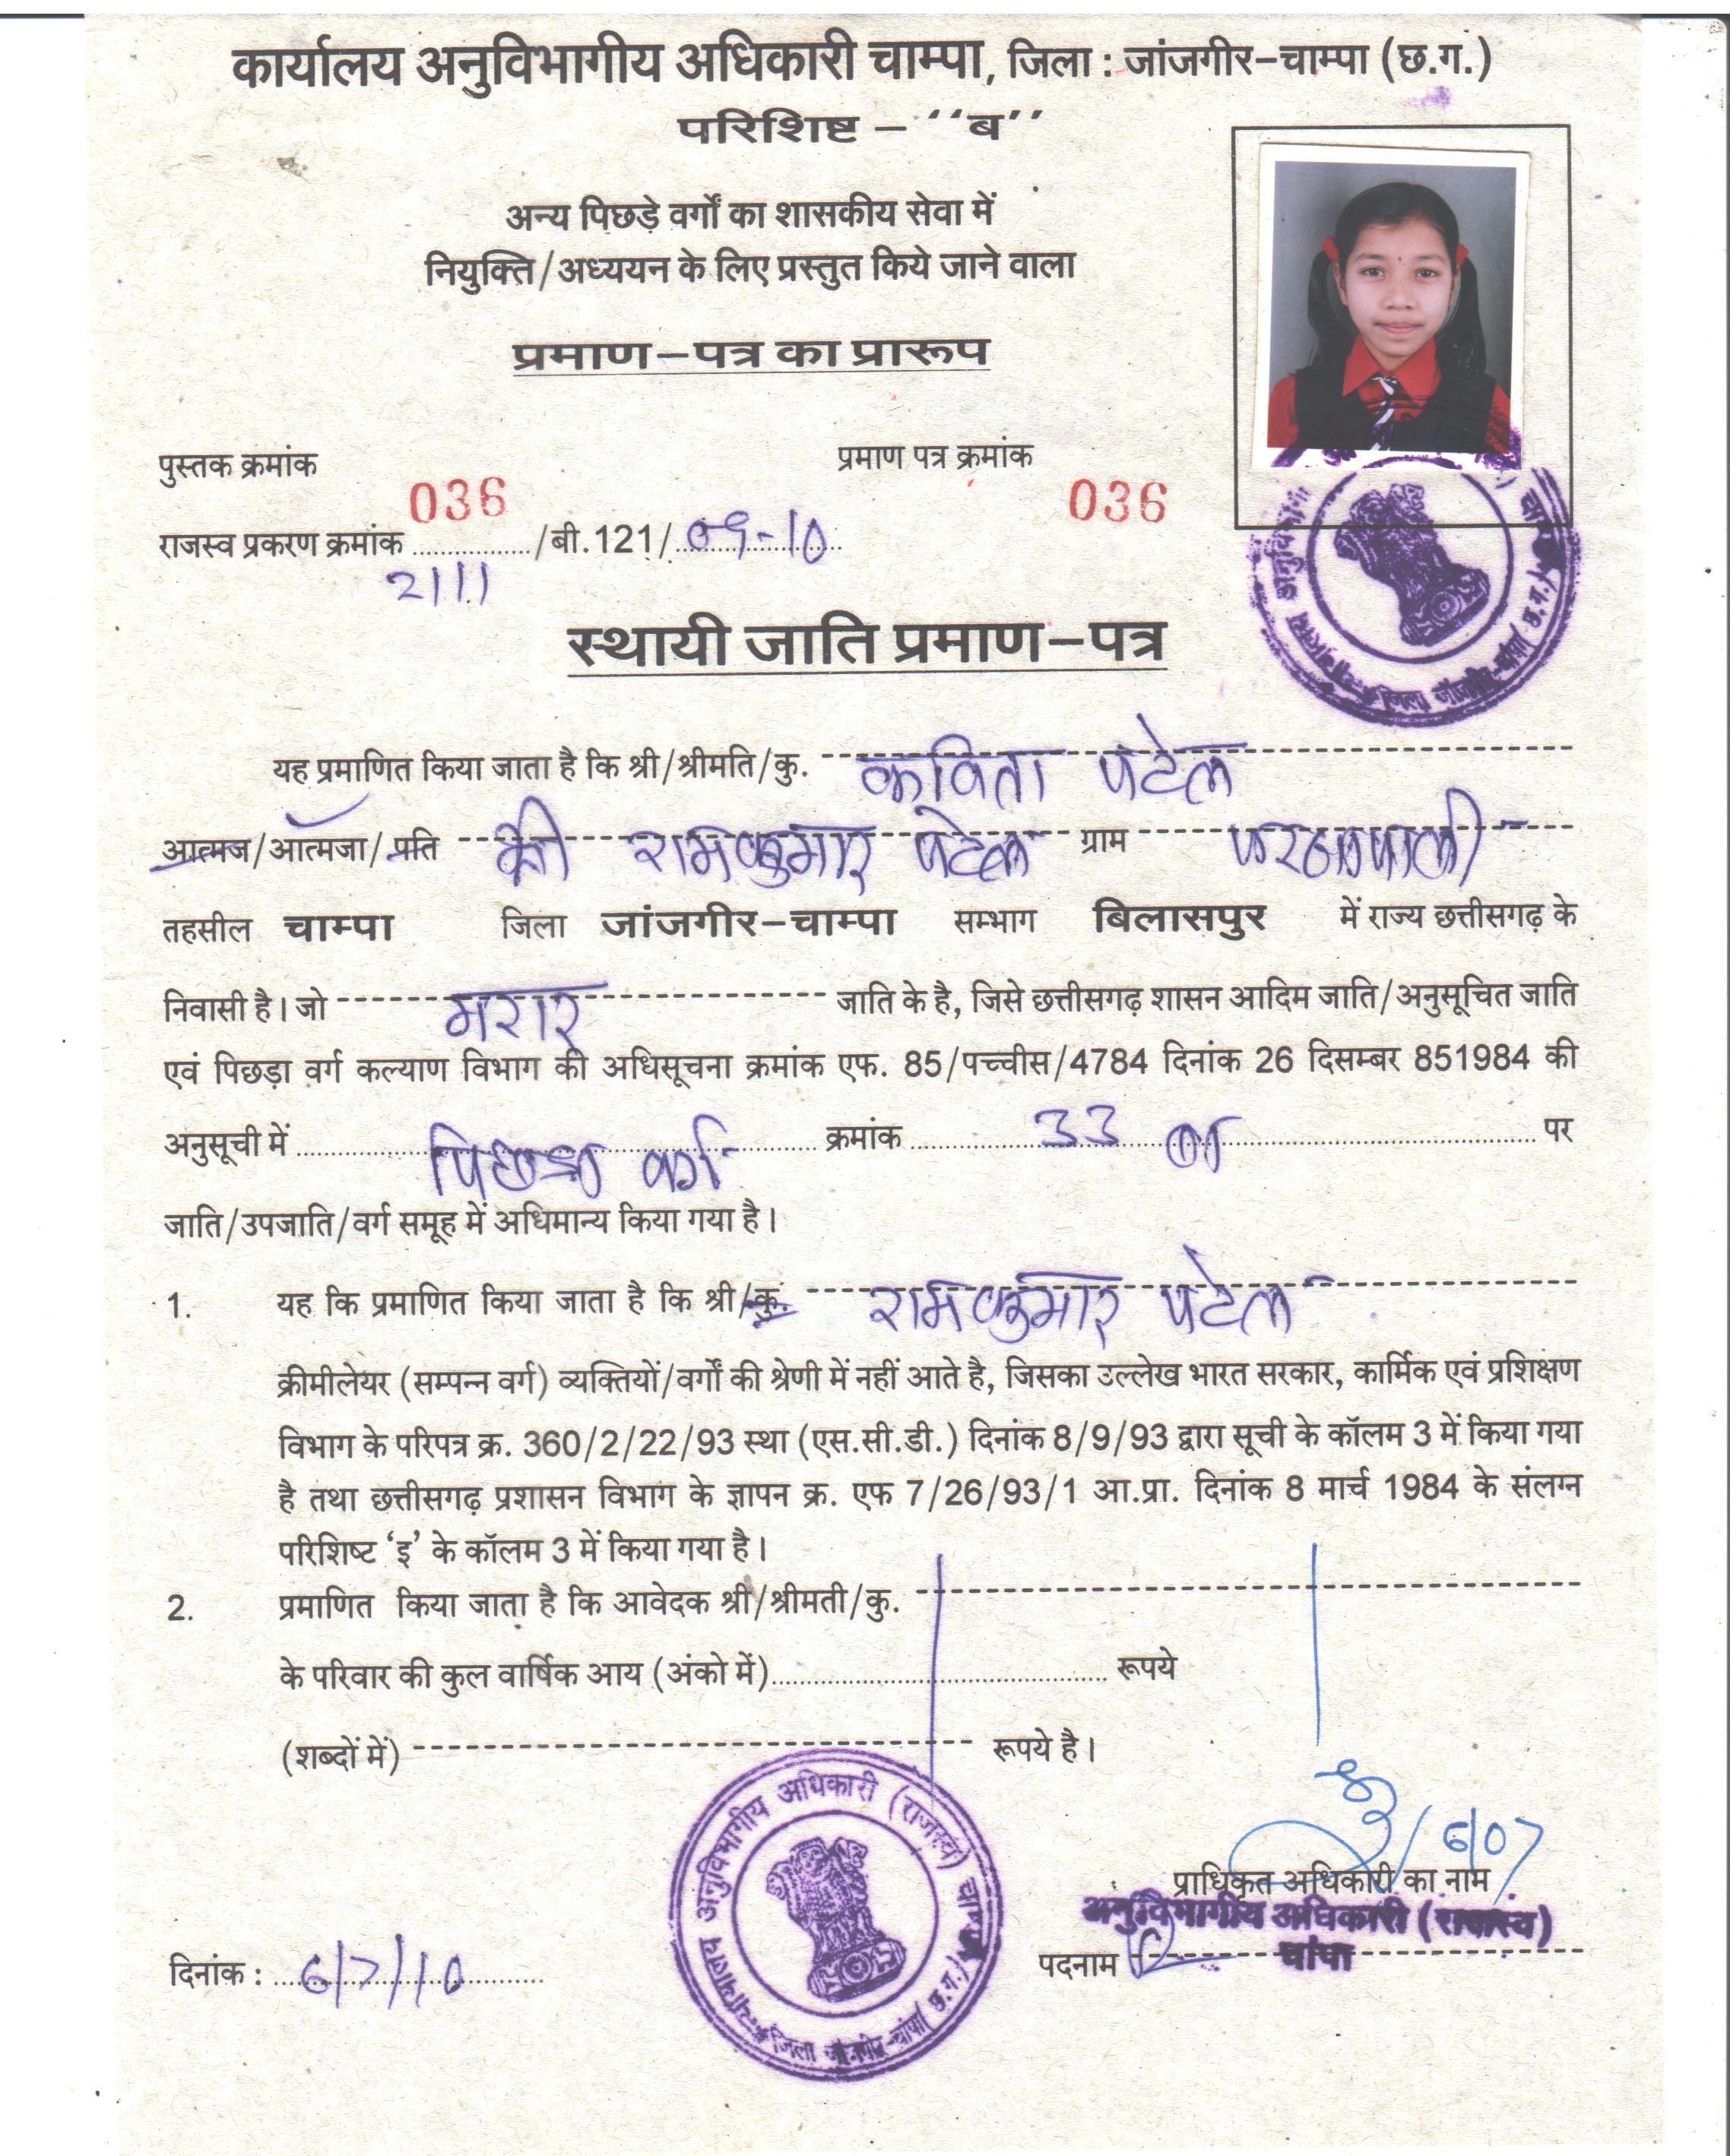 कार्यालय अनुविभागीय अधिकारी चाम्पा, जिला : जांजगीर-चाम्पा (छ.ग.)
परिशिष्ट - ‘‘ब’’
अन्य पिछड़े वर्गों का शासकीय सेवा में
नियुक्ति/अध्ययन के लिए प्रस्तुत किये जाने वाला
प्रमाण-पत्र का प्रारूप
पुस्तक क्रमांक 036 प्रमाण पत्र क्रमांक 036
राजस्व प्रकरण क्रमांक 2111 /बी.121/ 09-10
स्थायी जाति प्रमाण-पत्र
यह प्रमाणित किया जाता है कि श्री/श्रीमति/कु. कविता पटेल
आत्मज/आत्मजा/पति श्री रामकुमार पटेल ग्राम
तहसील चाम्पा जिला जांजगीर-चाम्पा सम्भाग बिलासपुर में राज्य छत्तीसगढ़ के
निवासी है। जो मरार जाति के है, जिसे छत्तीसगढ़ शासन आदिम जाति/अनुसूचित जाति
एवं पिछड़ा वर्ग कल्याण विभाग की अधिसूचना क्रमांक एफ. 85/पच्चीस/4784 दिनांक 26 दिसम्बर 851984 की
अनुसूची में पिछड़ा वर्ग क्रमांक 33 पर
जाति/उपजाति/वर्ग समूह में अधिमान्य किया गया है।
1. यह कि प्रमाणित किया जाता है कि श्री/कु. रामकुमार पटेल
क्रीमीलेयर (सम्पन्न वर्ग) व्यक्तियों/वर्गों की श्रेणी में नहीं आते है, जिसका उल्लेख भारत सरकार, कार्मिक एवं प्रशिक्षण
विभाग के परिपत्र क्र. 360/2/22/93 स्था (एस.सी.डी.) दिनांक 8/9/93 द्वारा सूची के कॉलम 3 में किया गया
है तथा छत्तीसगढ़ प्रशासन विभाग के ज्ञापन क्र. एफ 7/26/93/1 आ.प्रा. दिनांक 8 मार्च 1984 के संलग्न
परिशिष्ट ‘इ’ के कॉलम 3 में किया गया है।
2. प्रमाणित किया जाता है कि आवेदक श्री/श्रीमती/कु.
के परिवार की कुल वार्षिक आय (अंको में) रूपये
(शब्दों में) रूपये है।
न्यायालय अनुविभागीय अधिकारी (राजस्व) चाम्पा
जिला जांजगीर-चांपा (छ.ग.)
6/07
प्राधिकृत अधिकारी का नाम
अनुविभागीय अधिकारी (राजस्व)
चांपा
पदनाम
दिनांक : 6/7/10